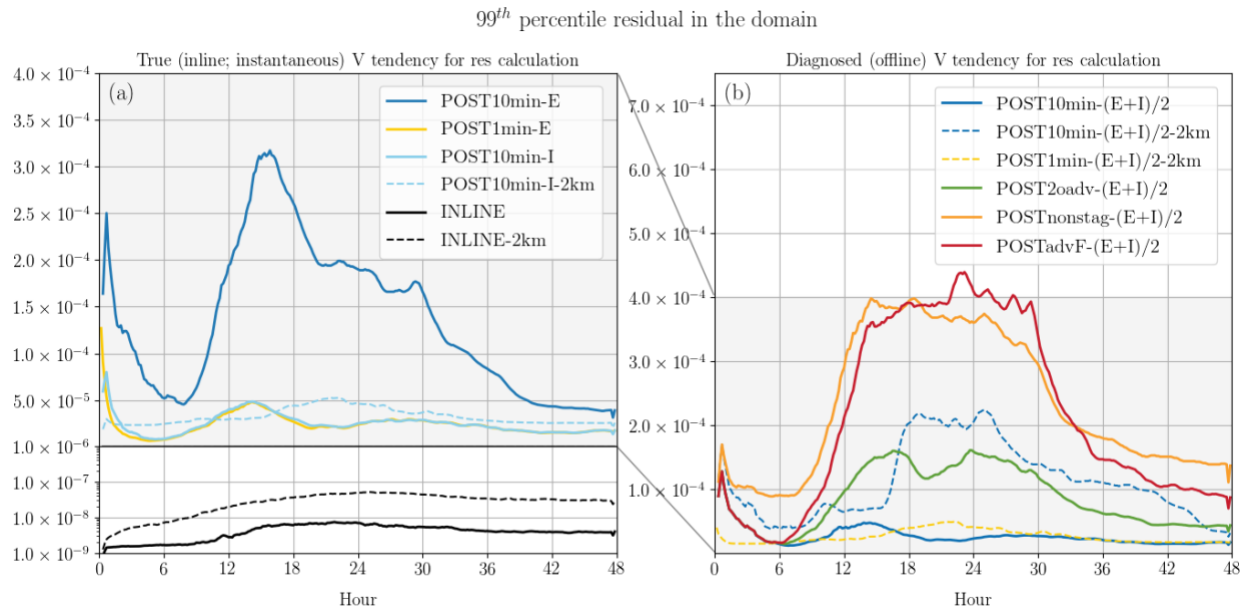 99th percentile residual in the domain
True (inline; instantaneous) V tendency for res calculation
(a)
4.0 × 10⁻⁴
3.5 × 10⁻⁴
3.0 × 10⁻⁴
2.5 × 10⁻⁴
2.0 × 10⁻⁴
1.5 × 10⁻⁴
1.0 × 10⁻⁴
5.0 × 10⁻⁵
1.0 × 10⁻⁶
1.0 × 10⁻⁷
1.0 × 10⁻⁸
1.0 × 10⁻⁹
POST10min-E
POST1min-E
POST10min-I
POST10min-I-2km
INLINE
INLINE-2km
0 6 12 18 24 30 36 42 48
Hour
Diagnosed (offline) V tendency for res calculation
(b)
7.0 × 10⁻⁴
6.0 × 10⁻⁴
5.0 × 10⁻⁴
4.0 × 10⁻⁴
4.0 × 10⁻⁴
3.0 × 10⁻⁴
2.0 × 10⁻⁴
1.0 × 10⁻⁴
POST10min-(E+I)/2
POST10min-(E+I)/2-2km
POST1min-(E+I)/2-2km
POST2oadv-(E+I)/2
POSTnonstag-(E+I)/2
POSTadvF-(E+I)/2
0 6 12 18 24 30 36 42 48
Hour